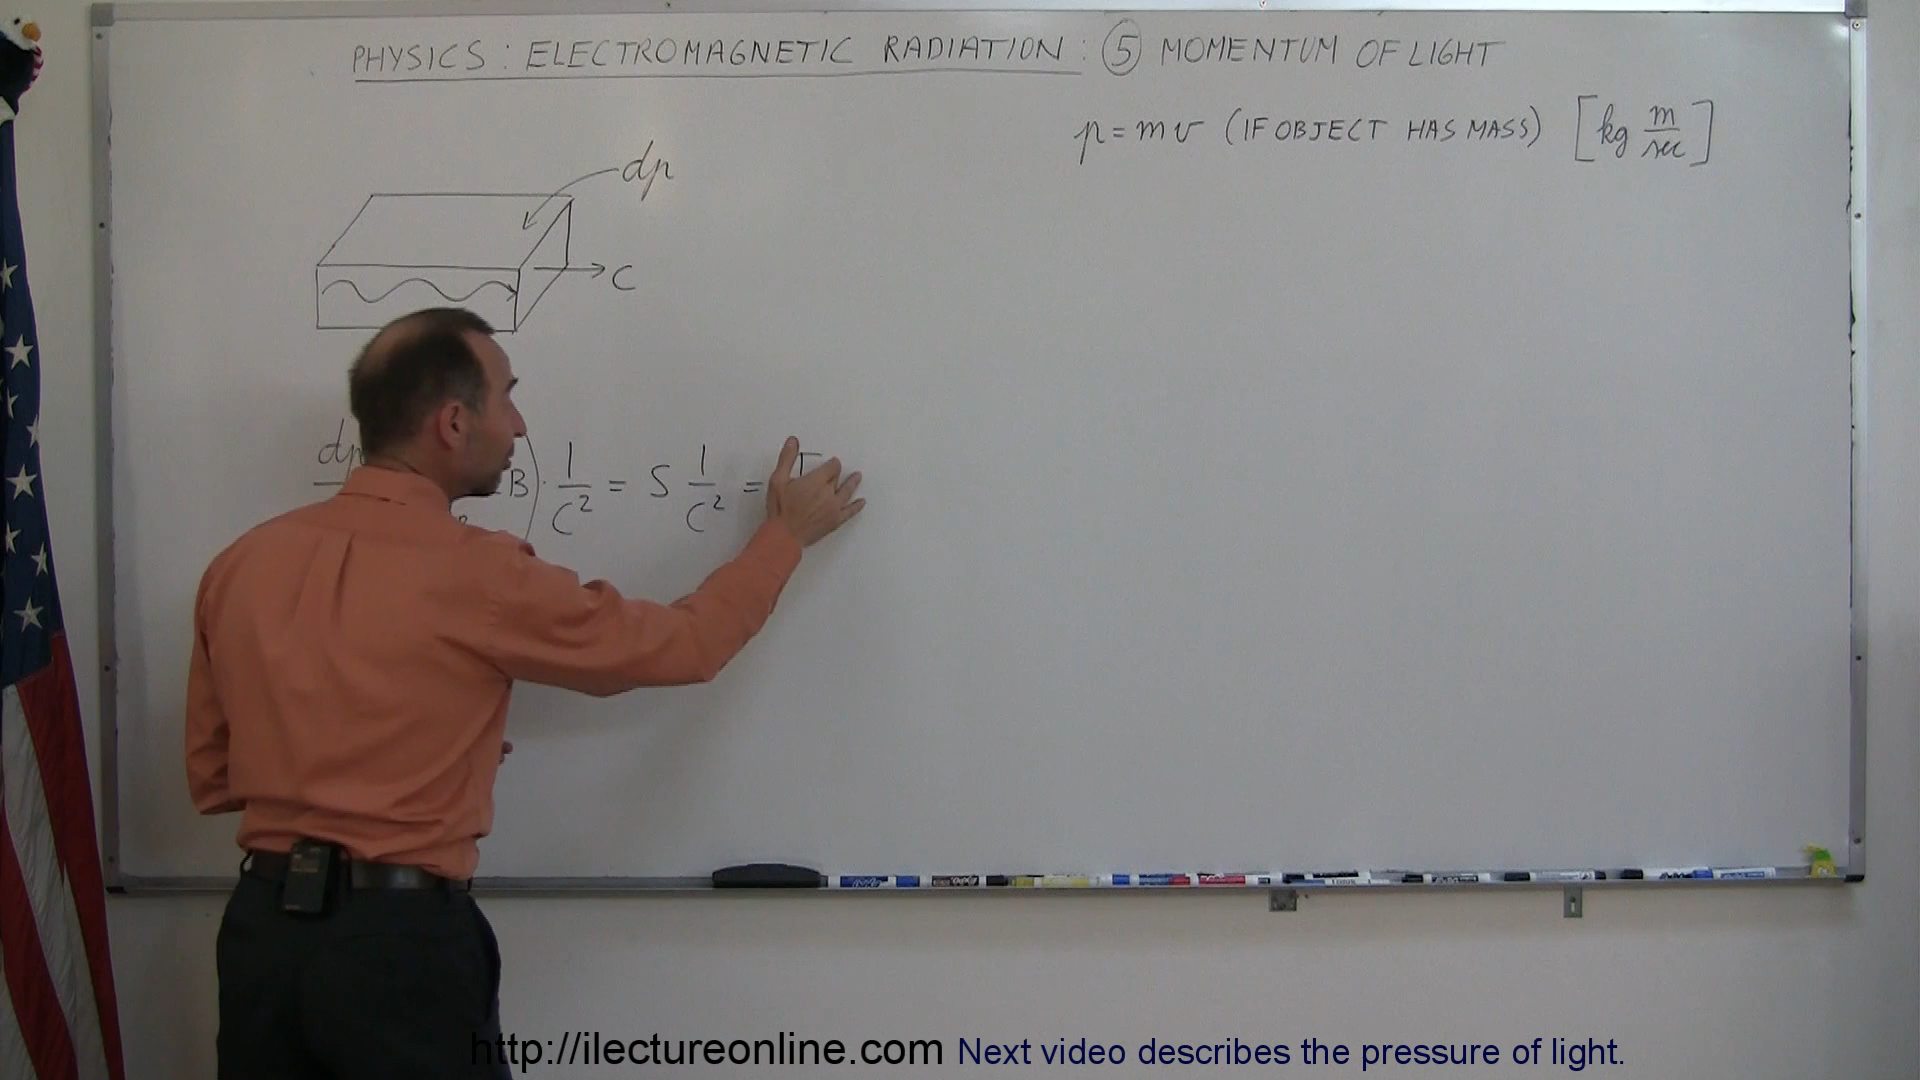 PHYSICS: ELECTROMAGNETIC RADIATION: ⑤ MOMENTUM OF LIGHT
p = mv (IF OBJECT HAS MASS) [kg m/sec]
dp
C
dp B) · 1/C² = S 1/C² =
http://ilectureonline.com Next video describes the pressure of light.